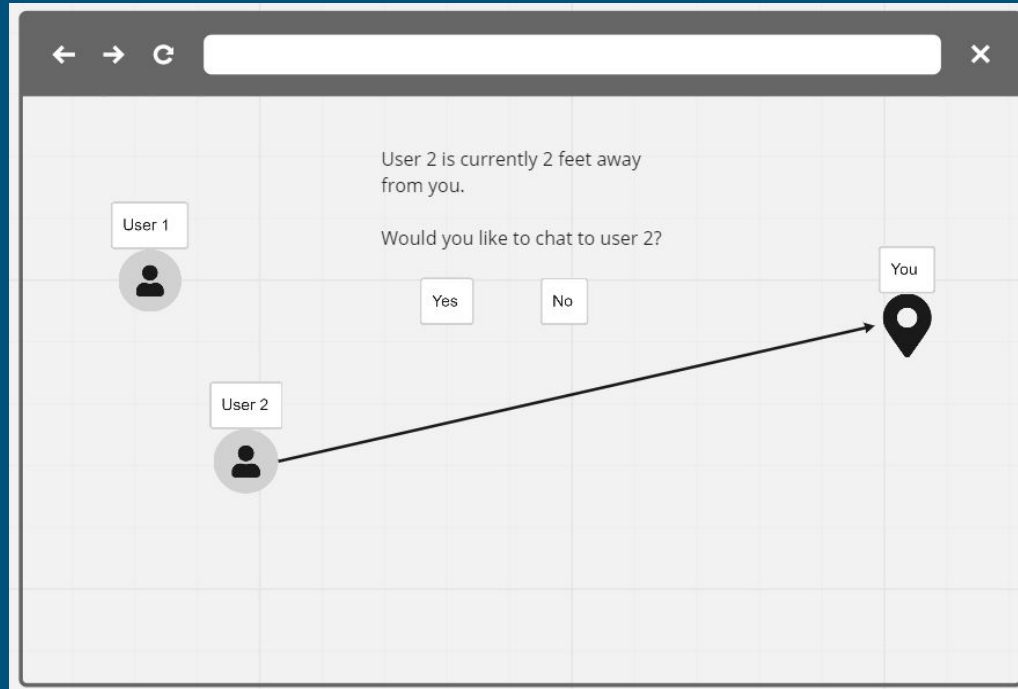 User 2 is currently 2 feet away
from you.
User 1
Would you like to chat to user 2?
You
Yes
No
User 2